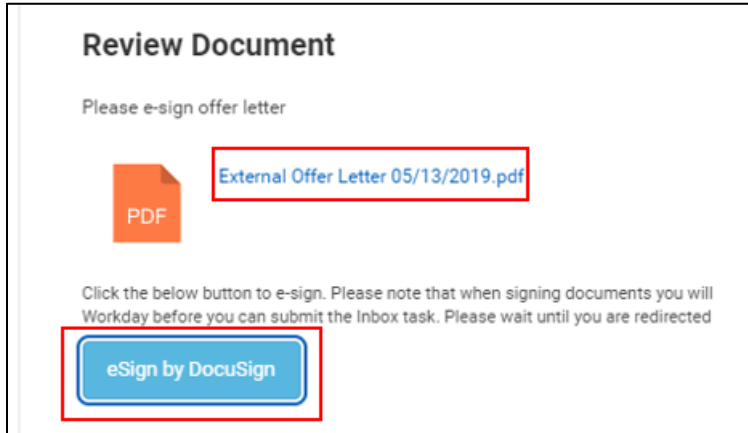 Review Document
Please e-sign offer letter
External Offer Letter 05/13/2019.pdf
PDF
Click the below button to e-sign. Please note that when signing documents you will
Workday before you can submit the Inbox task. Please wait until you are redirected
eSign by DocuSign